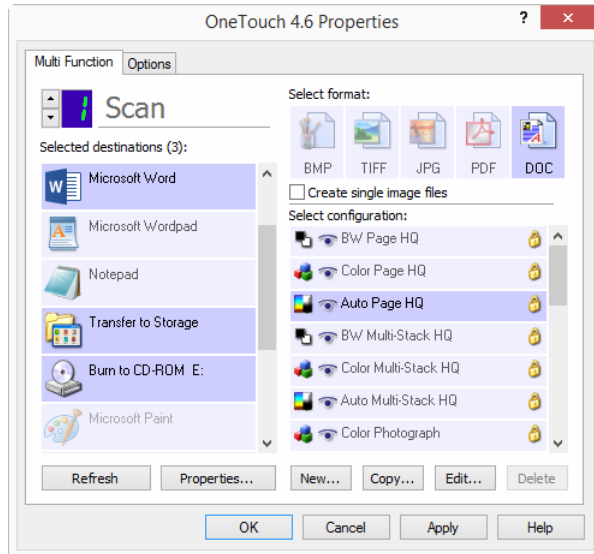 OneTouch 4.6 Properties ? ×
Multi Function Options
1 Scan
Selected destinations (3):
Microsoft Word
Microsoft Wordpad
Notepad
Transfer to Storage
Burn to CD-ROM E:
Microsoft Paint
Refresh Properties...
Select format:
BMP TIFF JPG PDF DOC
Create single image files
Select configuration:
BW Page HQ
Color Page HQ
Auto Page HQ
BW Multi-Stack HQ
Color Multi-Stack HQ
Auto Multi-Stack HQ
Color Photograph
New... Copy... Edit... Delete
OK Cancel Apply Help